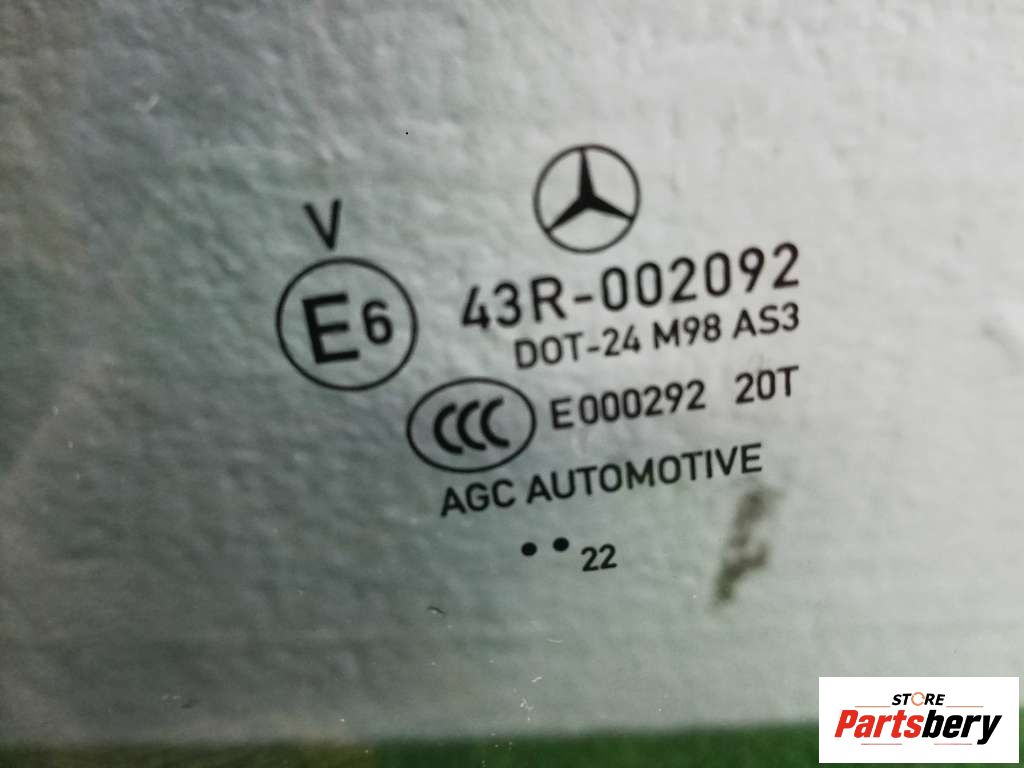 V
E6
43R-002092
DOT-24 M98 AS3
CCC
E000292 20T
AGC AUTOMOTIVE
•• 22
STORE
Partsbery